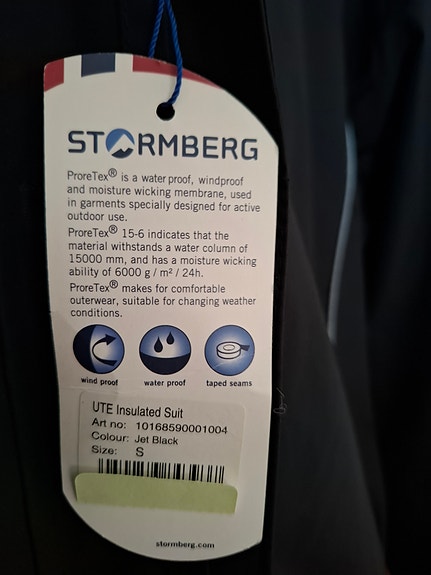 STORMBERG
ProreTex® is a waterproof, windproof
and moisture wicking membrane, used
in garments specially designed for active
outdoor use.
ProreTex® 15-6 indicates that the
material withstands a water column of
15000 mm, and has a moisture wicking
ability of 6000 g / m² / 24h.
ProreTex® makes for comfortable
outerwear, suitable for changing weather
conditions.
wind proof water proof taped seams
UTE Insulated Suit
Art no: 10168590001004
Colour: Jet Black
Size: S
stormberg.com